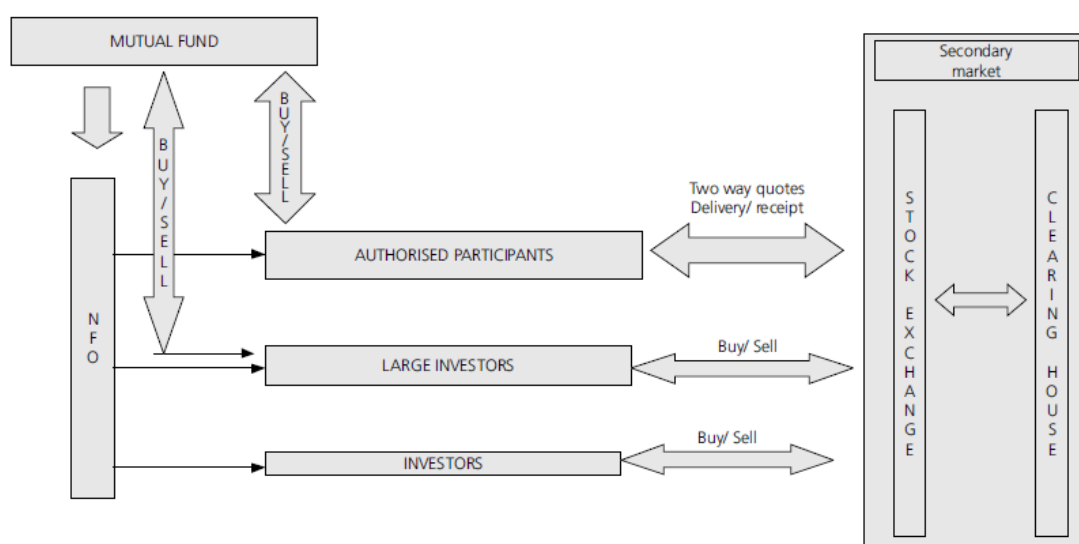 MUTUAL FUND
Secondary
market
BUY/SELL
BUY/SELL
NFO
Two way quotes
Delivery/ receipt
AUTHORISED PARTICIPANTS
Buy/ Sell
LARGE INVESTORS
Buy/ Sell
INVESTORS
STOCK EXCHANGE
CLEARING HOUSE